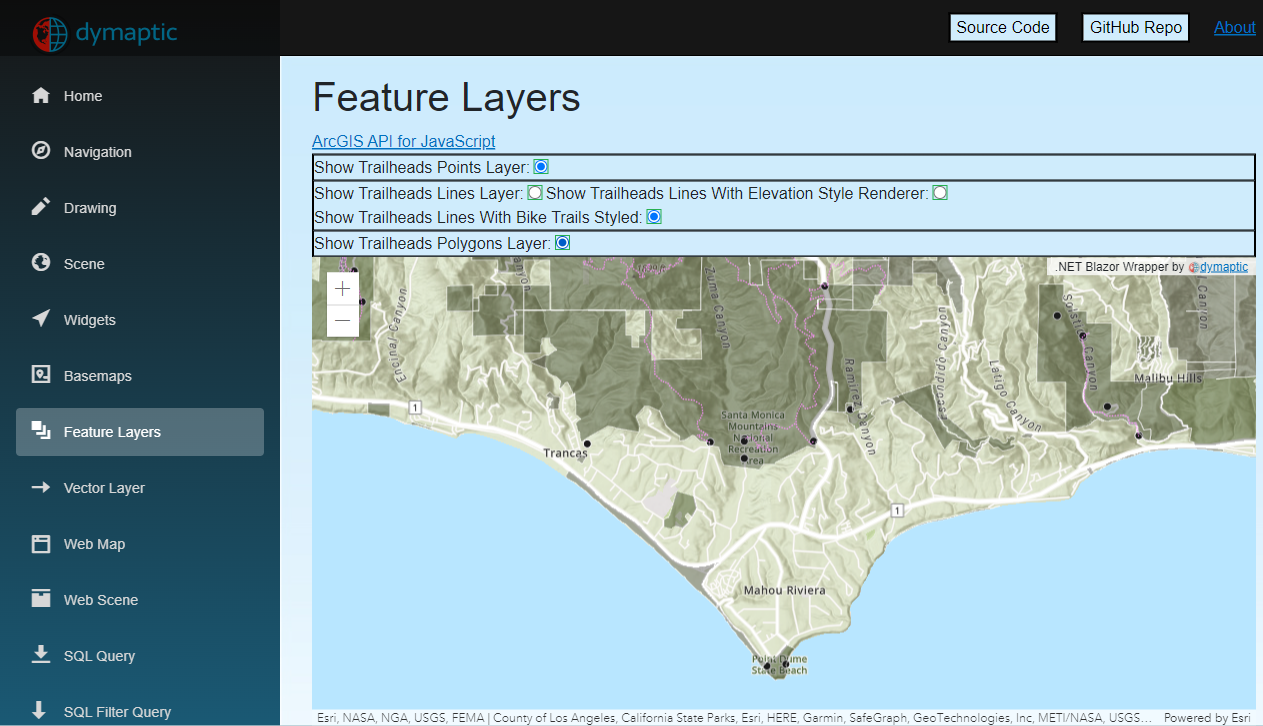 dymaptic
Source Code
GitHub Repo
About
Home
Navigation
Drawing
Scene
Widgets
Basemaps
Feature Layers
Vector Layer
Web Map
Web Scene
SQL Query
SQL Filter Query
Feature Layers
ArcGIS API for JavaScript
Show Trailheads Points Layer:
Show Trailheads Lines Layer: Show Trailheads Lines With Elevation Style Renderer:
Show Trailheads Lines With Bike Trails Styled:
Show Trailheads Polygons Layer:
.NET Blazor Wrapper by dymaptic
+
−
Encinal Canyon
Canyon
Zuma Canyon
Ramirez Canyon
Escondido Canyon
Latigo Canyon
Solstice Canyon
Canyon
Malibu Hills
1
Santa Monica
Mountains
National
Recreation
Area
Trancas
1
Mahou Riviera
Point Dume
State Beach
Esri, NASA, NGA, USGS, FEMA | County of Los Angeles, California State Parks, Esri, HERE, Garmin, SafeGraph, GeoTechnologies, Inc, METI/NASA, USGS... Powered by Esri